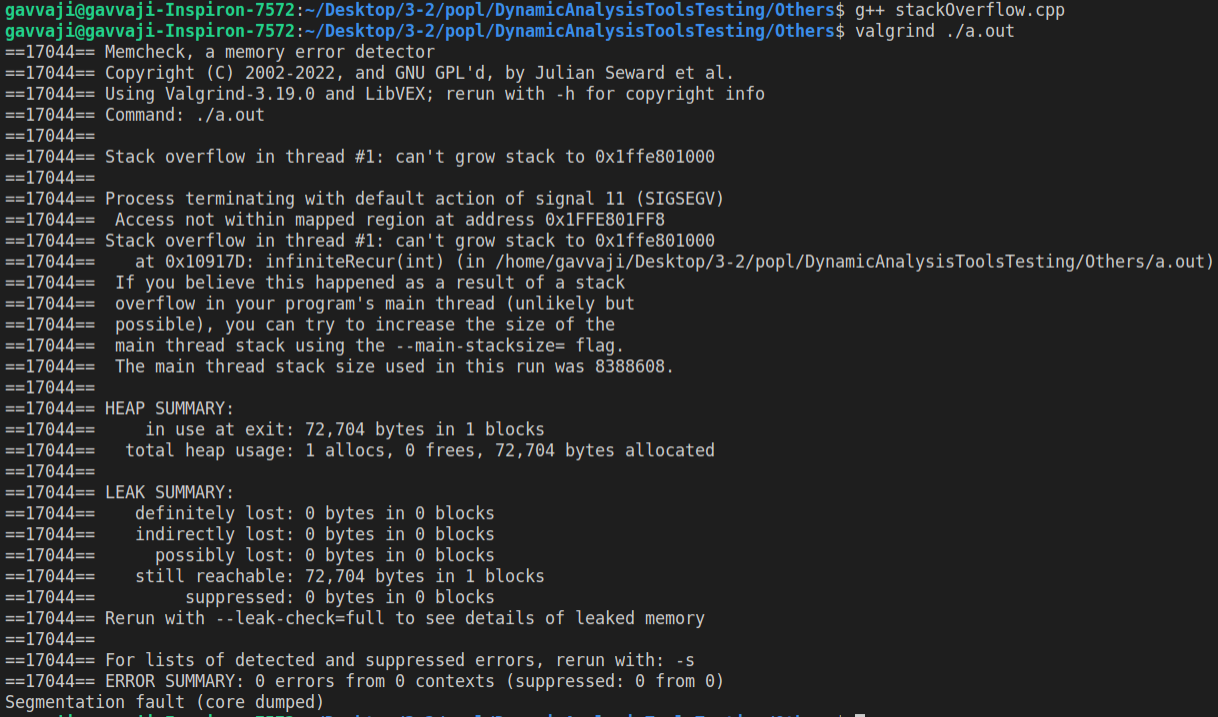 gavvaji@gavvaji-Inspiron-7572:~/Desktop/3-2/popl/DynamicAnalysisToolsTesting/Others$ g++ stackOverflow.cpp
gavvaji@gavvaji-Inspiron-7572:~/Desktop/3-2/popl/DynamicAnalysisToolsTesting/Others$ valgrind ./a.out
==17044== Memcheck, a memory error detector
==17044== Copyright (C) 2002-2022, and GNU GPL'd, by Julian Seward et al.
==17044== Using Valgrind-3.19.0 and LibVEX; rerun with -h for copyright info
==17044== Command: ./a.out
==17044==
==17044== Stack overflow in thread #1: can't grow stack to 0x1ffe801000
==17044==
==17044== Process terminating with default action of signal 11 (SIGSEGV)
==17044==  Access not within mapped region at address 0x1FFE801FF8
==17044== Stack overflow in thread #1: can't grow stack to 0x1ffe801000
==17044==    at 0x10917D: infiniteRecur(int) (in /home/gavvaji/Desktop/3-2/popl/DynamicAnalysisToolsTesting/Others/a.out)
==17044==  If you believe this happened as a result of a stack
==17044==  overflow in your program's main thread (unlikely but
==17044==  possible), you can try to increase the size of the
==17044==  main thread stack using the --main-stacksize= flag.
==17044==  The main thread stack size used in this run was 8388608.
==17044==
==17044== HEAP SUMMARY:
==17044==     in use at exit: 72,704 bytes in 1 blocks
==17044==   total heap usage: 1 allocs, 0 frees, 72,704 bytes allocated
==17044==
==17044== LEAK SUMMARY:
==17044==    definitely lost: 0 bytes in 0 blocks
==17044==    indirectly lost: 0 bytes in 0 blocks
==17044==      possibly lost: 0 bytes in 0 blocks
==17044==    still reachable: 72,704 bytes in 1 blocks
==17044==         suppressed: 0 bytes in 0 blocks
==17044== Rerun with --leak-check=full to see details of leaked memory
==17044==
==17044== For lists of detected and suppressed errors, rerun with: -s
==17044== ERROR SUMMARY: 0 errors from 0 contexts (suppressed: 0 from 0)
Segmentation fault (core dumped)